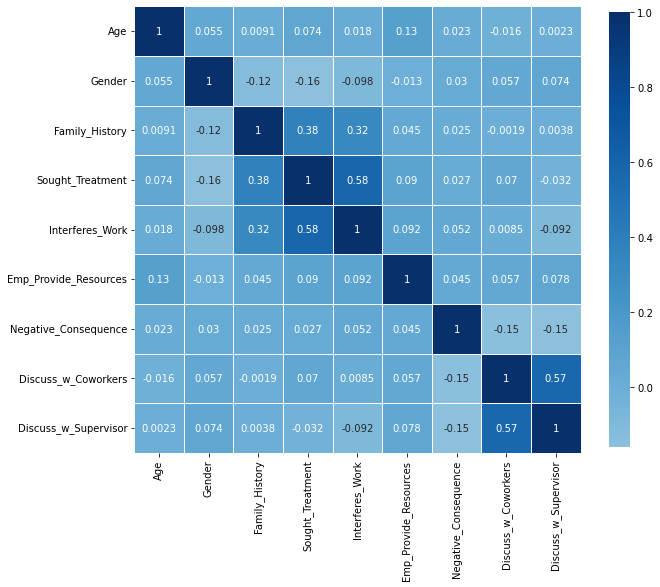 Age 1 0.055 0.0091 0.074 0.018 0.13 0.023 -0.016 0.0023
Gender 0.055 1 -0.12 -0.16 -0.098 -0.013 0.03 0.057 0.074
Family_History 0.0091 -0.12 1 0.38 0.32 0.045 0.025 -0.0019 0.0038
Sought_Treatment 0.074 -0.16 0.38 1 0.58 0.09 0.027 0.07 -0.032
Interferes_Work 0.018 -0.098 0.32 0.58 1 0.092 0.052 0.0085 -0.092
Emp_Provide_Resources 0.13 -0.013 0.045 0.09 0.092 1 0.045 0.057 0.078
Negative_Consequence 0.023 0.03 0.025 0.027 0.052 0.045 1 -0.15 -0.15
Discuss_w_Coworkers -0.016 0.057 -0.0019 0.07 0.0085 0.057 -0.15 1 0.57
Discuss_w_Supervisor 0.0023 0.074 0.0038 -0.032 -0.092 0.078 -0.15 0.57 1
Age
Gender
Family_History
Sought_Treatment
Interferes_Work
Emp_Provide_Resources
Negative_Consequence
Discuss_w_Coworkers
Discuss_w_Supervisor
1.0
0.8
0.6
0.4
0.2
0.0